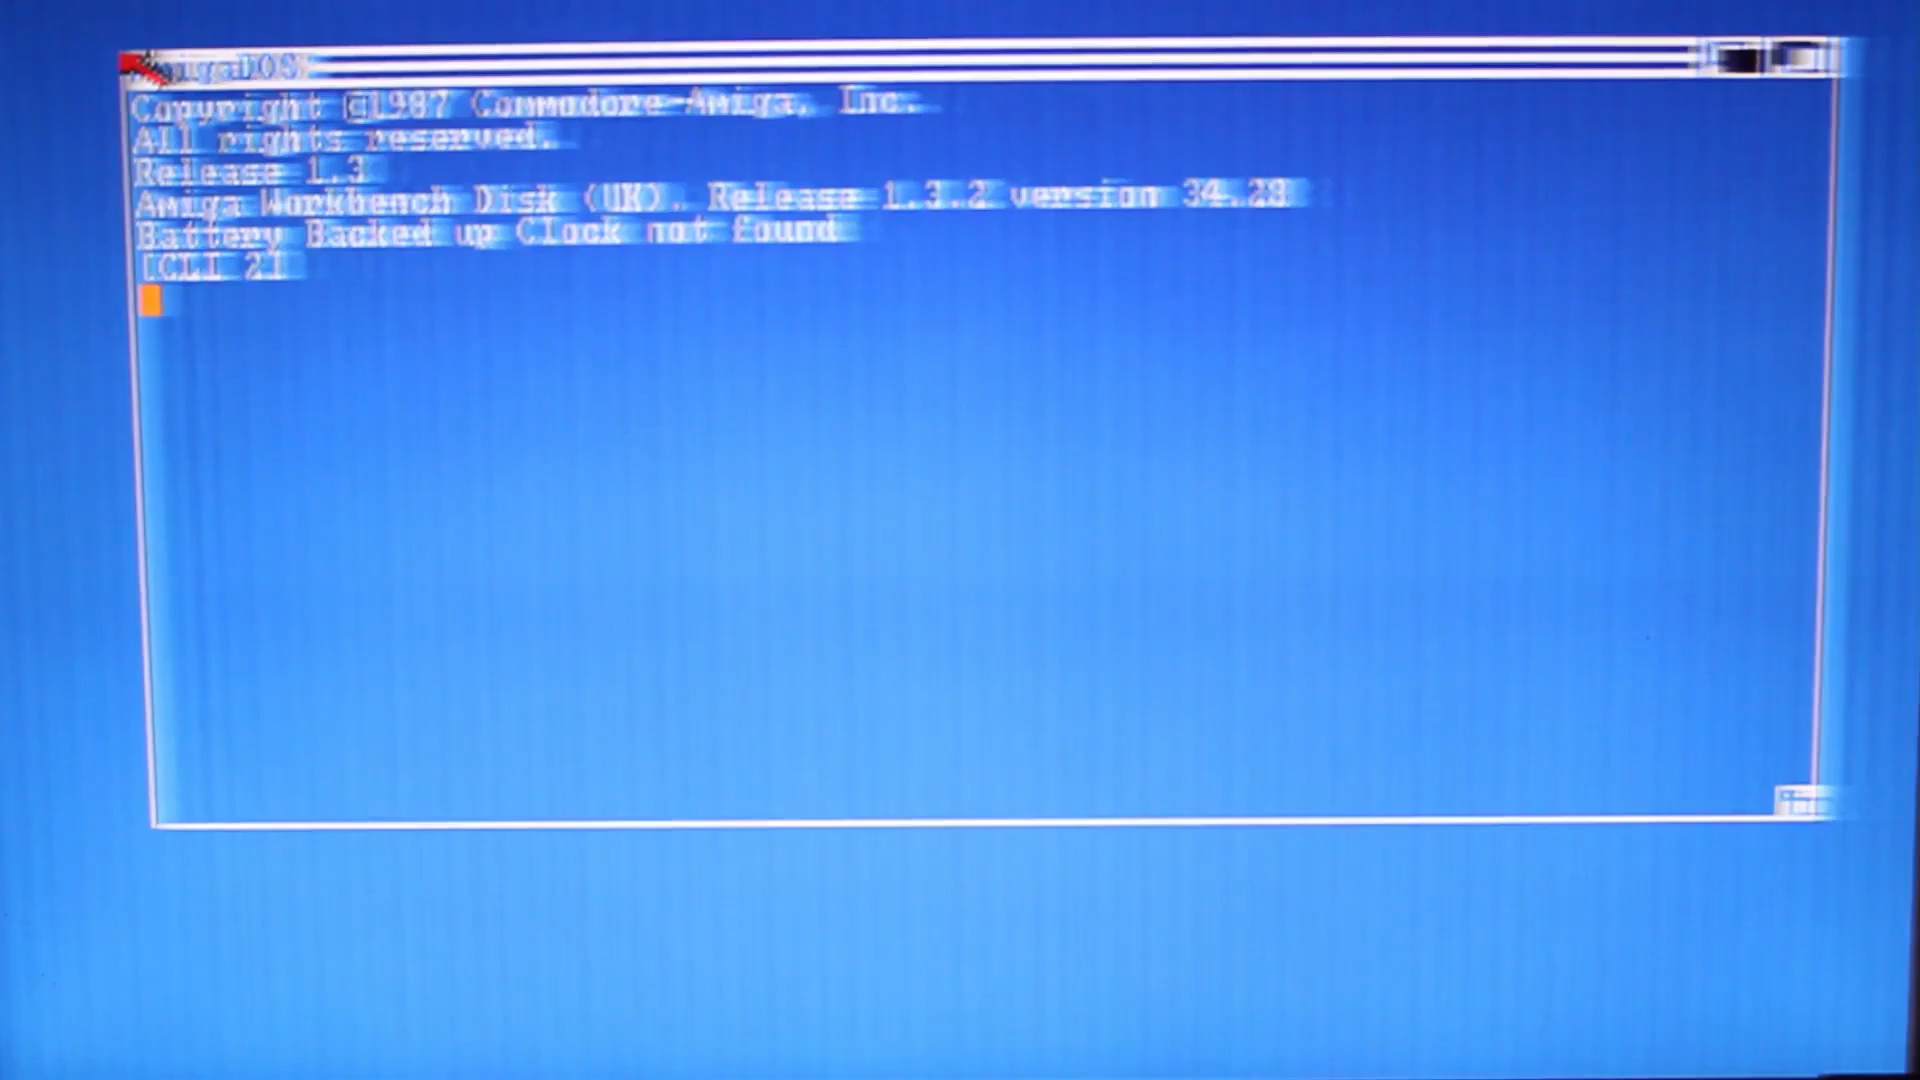 AmigaDOS
Copyright ©1987 Commodore-Amiga, Inc.
All rights reserved.
Release 1.3
Amiga Workbench Disk (UK). Release 1.3.2 version 34.28
Battery Backed up Clock not found
[CLI 2]